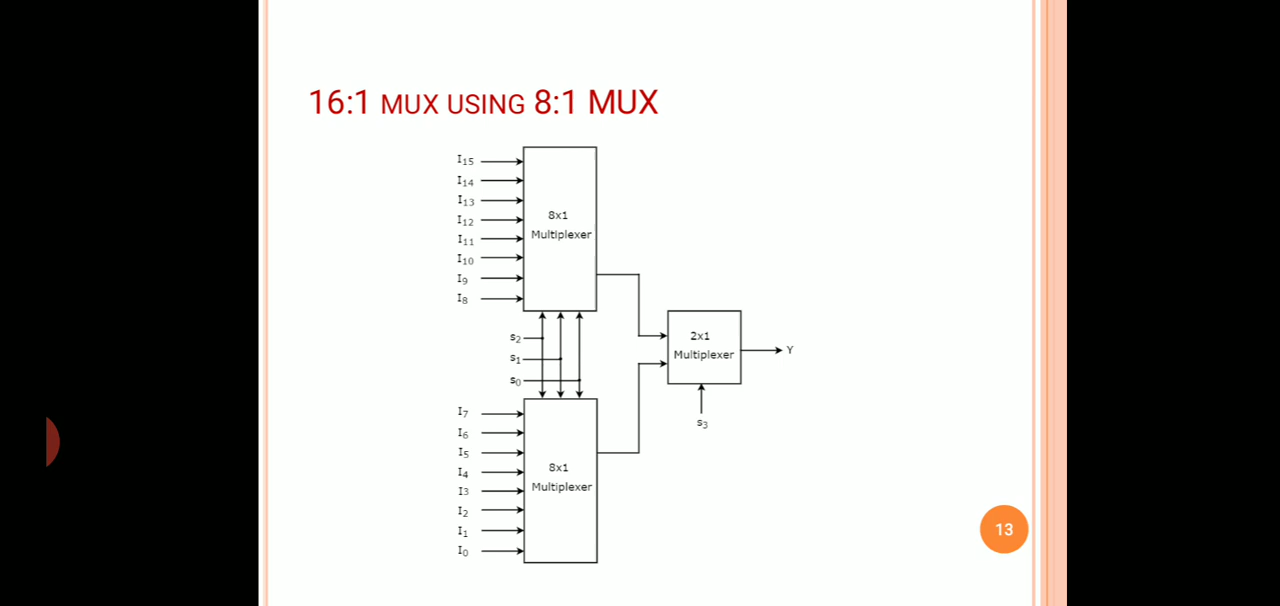 16:1 MUX USING 8:1 MUX
I15
I14
I13
I12
I11
I10
I9
I8
8x1
Multiplexer
s2
s1
s0
2x1
Multiplexer
Y
s3
I7
I6
I5
I4
I3
I2
I1
I0
8x1
Multiplexer
13